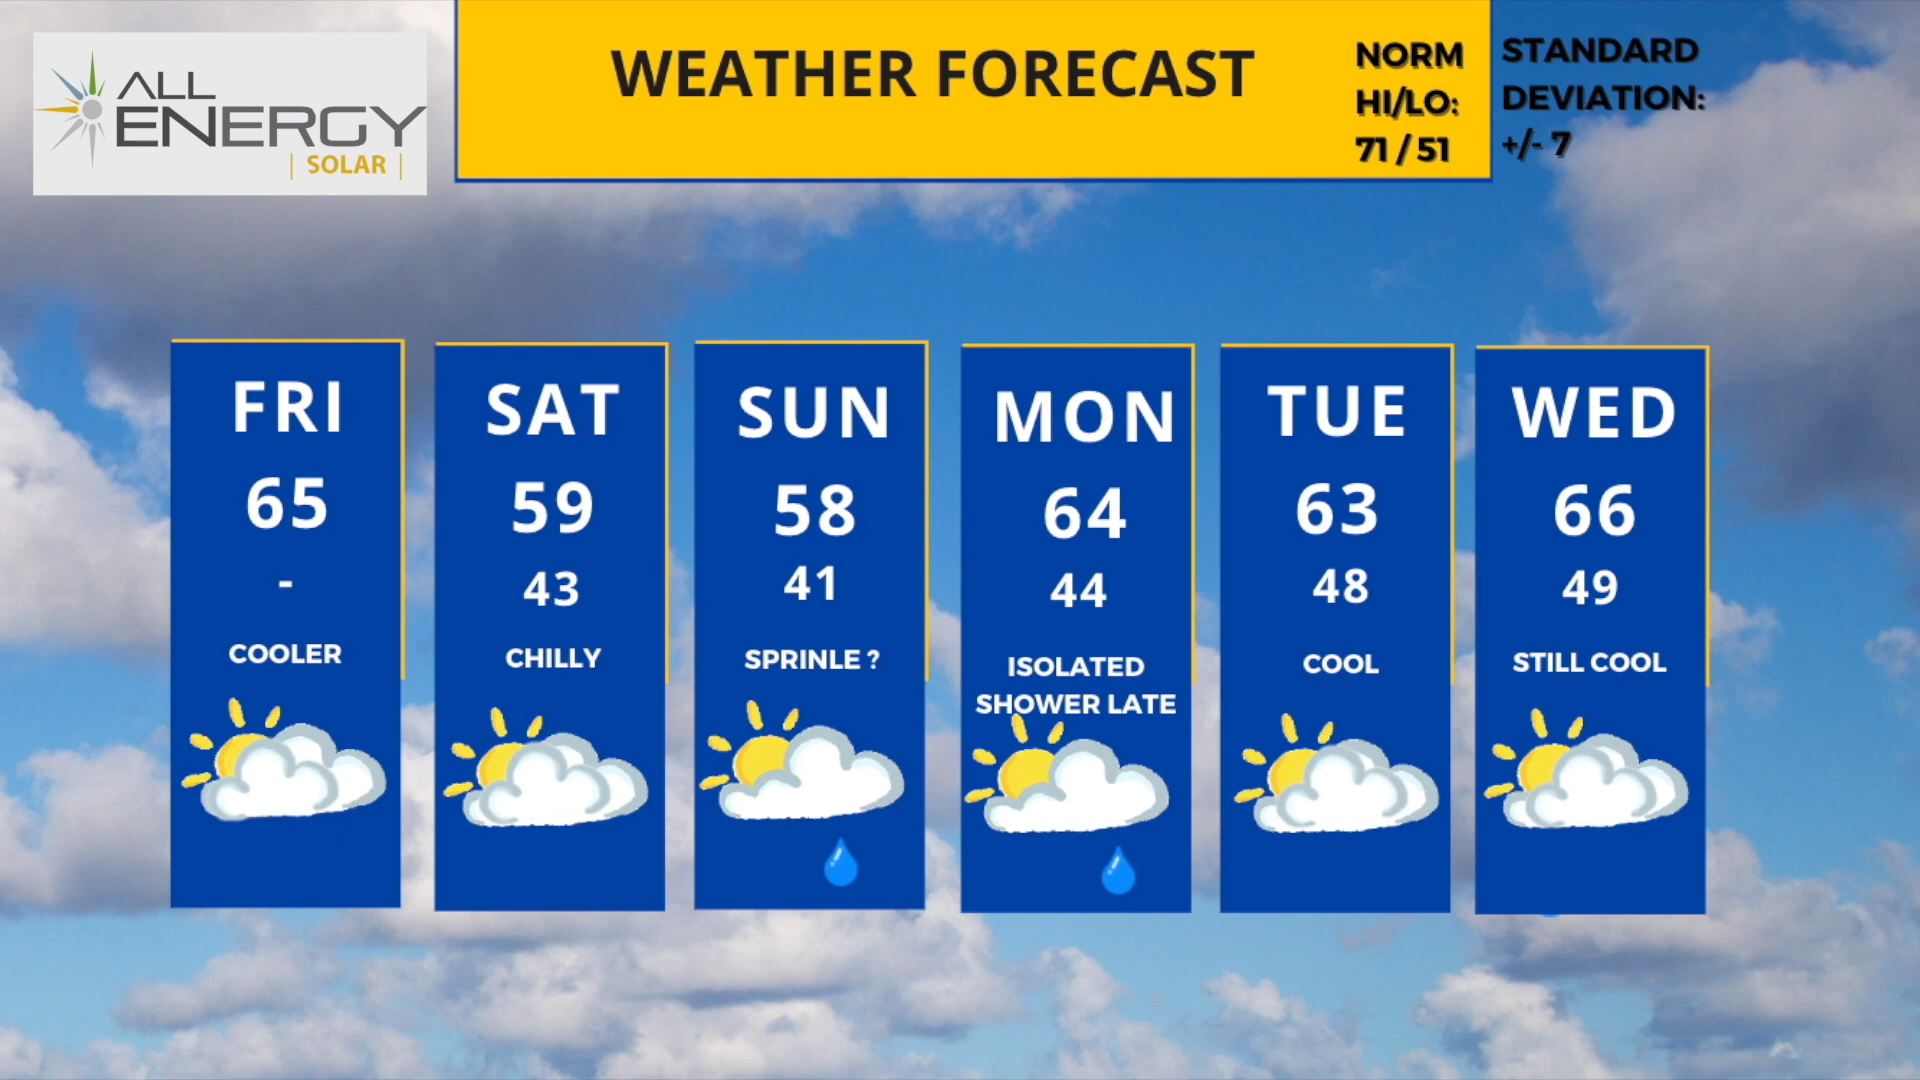 ALL
ENERGY
| SOLAR |
WEATHER FORECAST
NORM
HI/LO:
71 / 51
STANDARD
DEVIATION:
+/- 7
FRI
65
-
COOLER
SAT
59
43
CHILLY
SUN
58
41
SPRINLE ?
MON
64
44
ISOLATED
SHOWER LATE
TUE
63
48
COOL
WED
66
49
STILL COOL